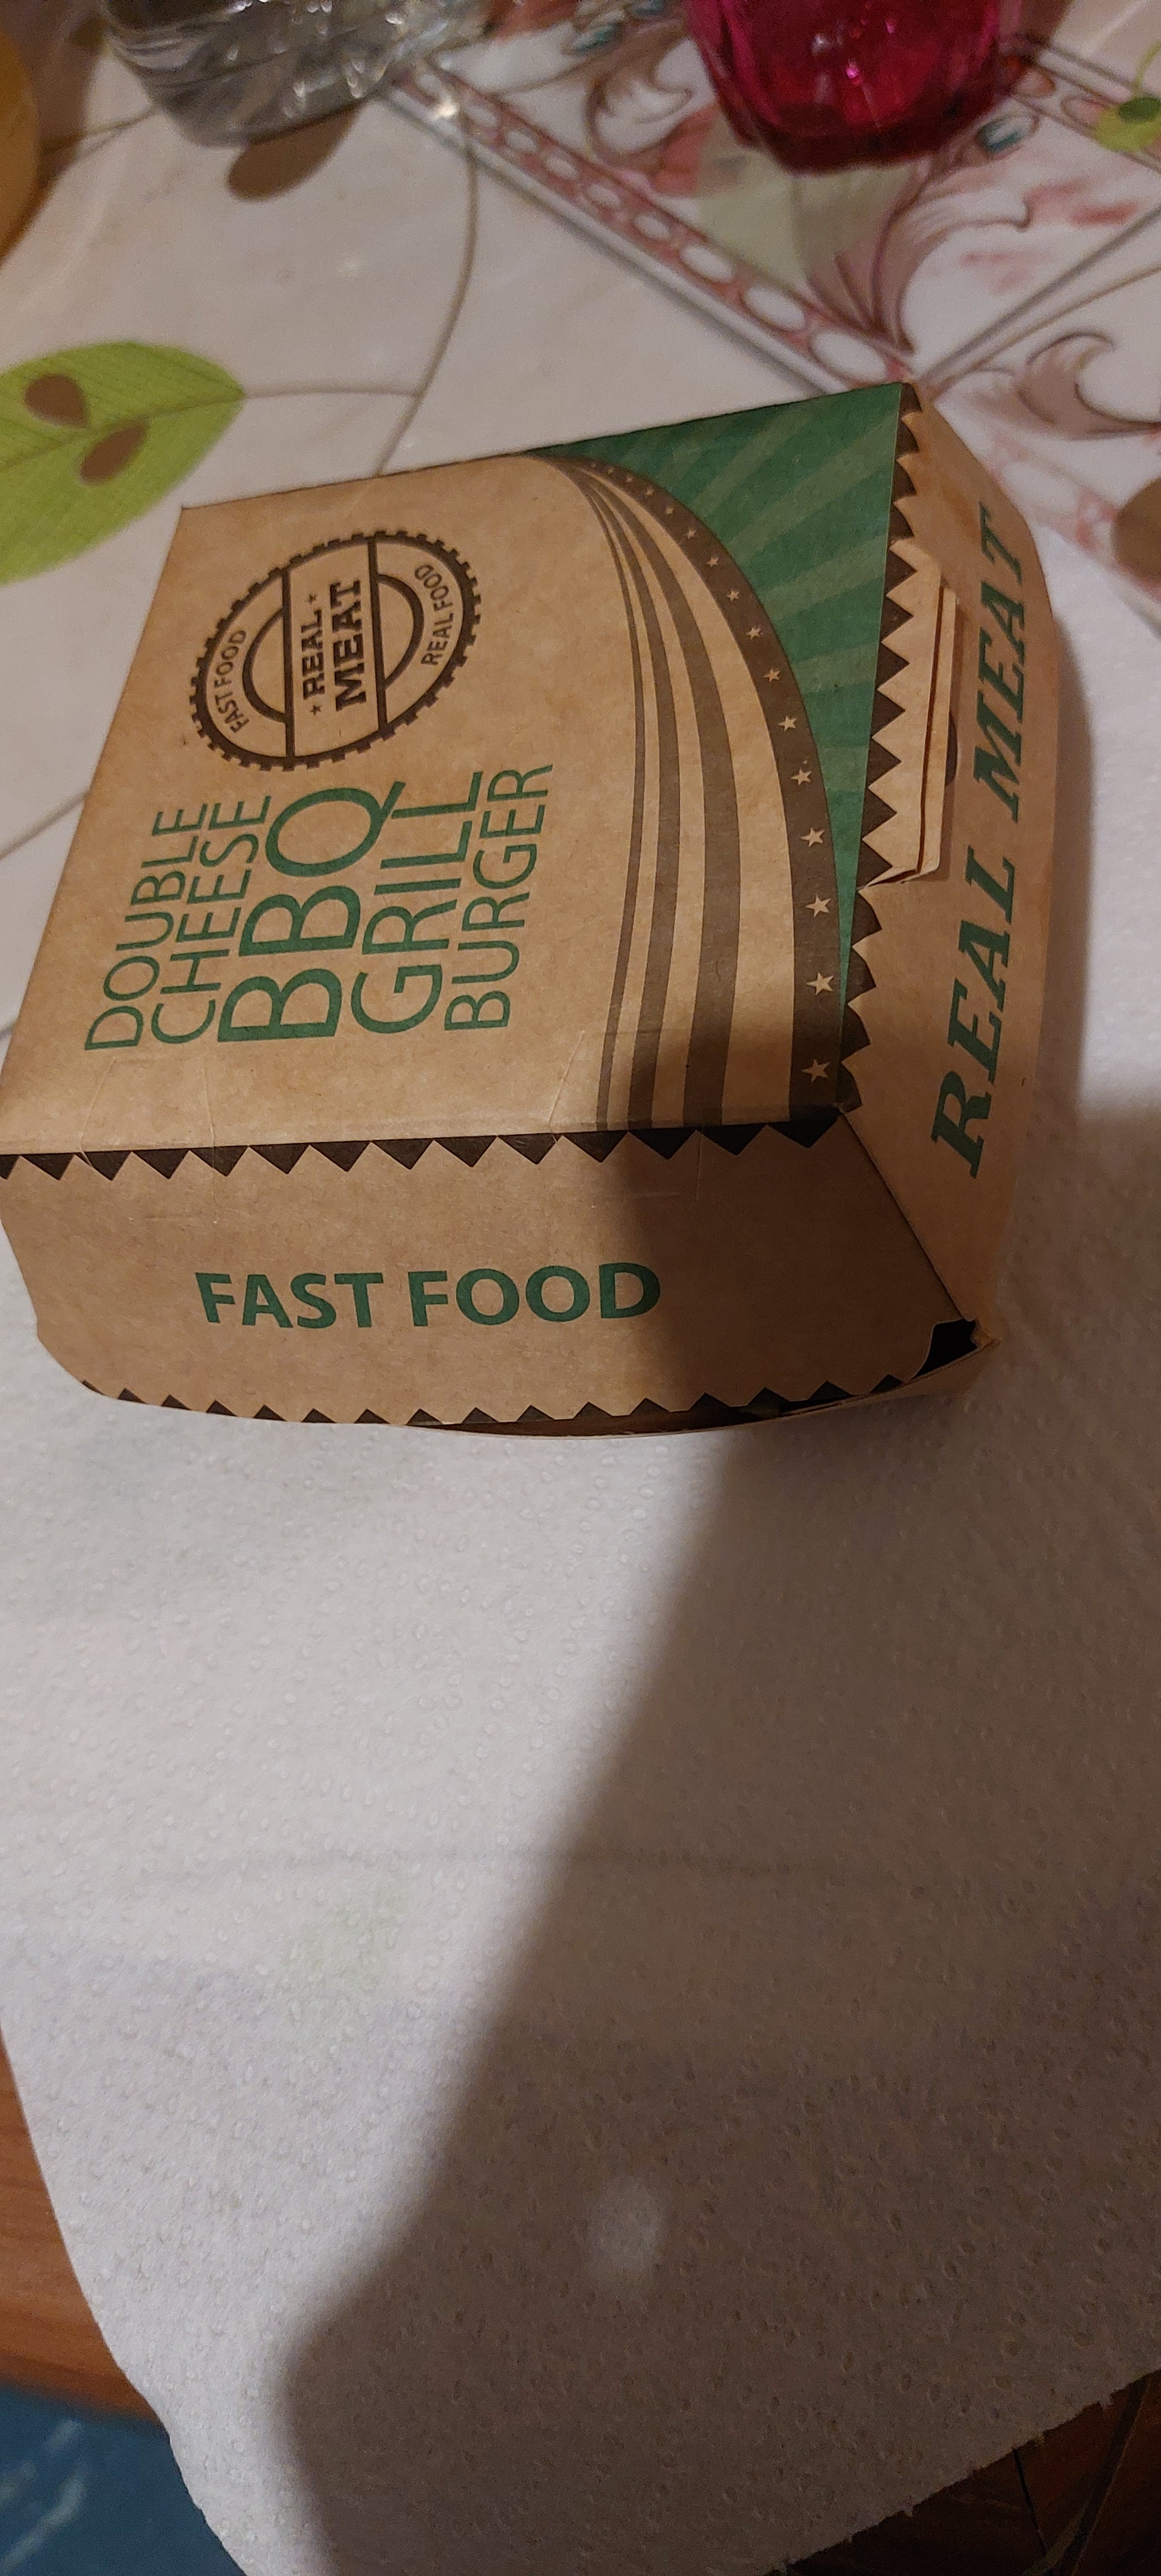 FAST FOOD
REAL
MEAT
REAL FOOD
DOUBLE
CHEESE
BBQ
GRILL
BURGER
REAL MEAT
FAST FOOD